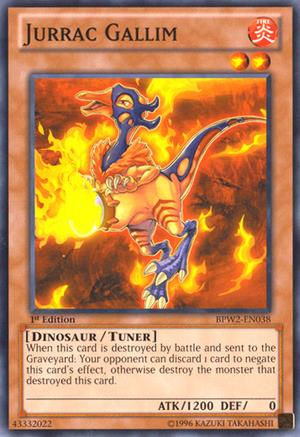 JURRAC GALLIM
FIRE
炎
1st Edition
BPW2-EN038
[DINOSAUR / TUNER]
When this card is destroyed by battle and sent to the
Graveyard: Your opponent can discard 1 card to negate
this card's effect, otherwise destroy the monster that
destroyed this card.
ATK/1200 DEF/ 0
43332022
©1996 KAZUKI TAKAHASHI